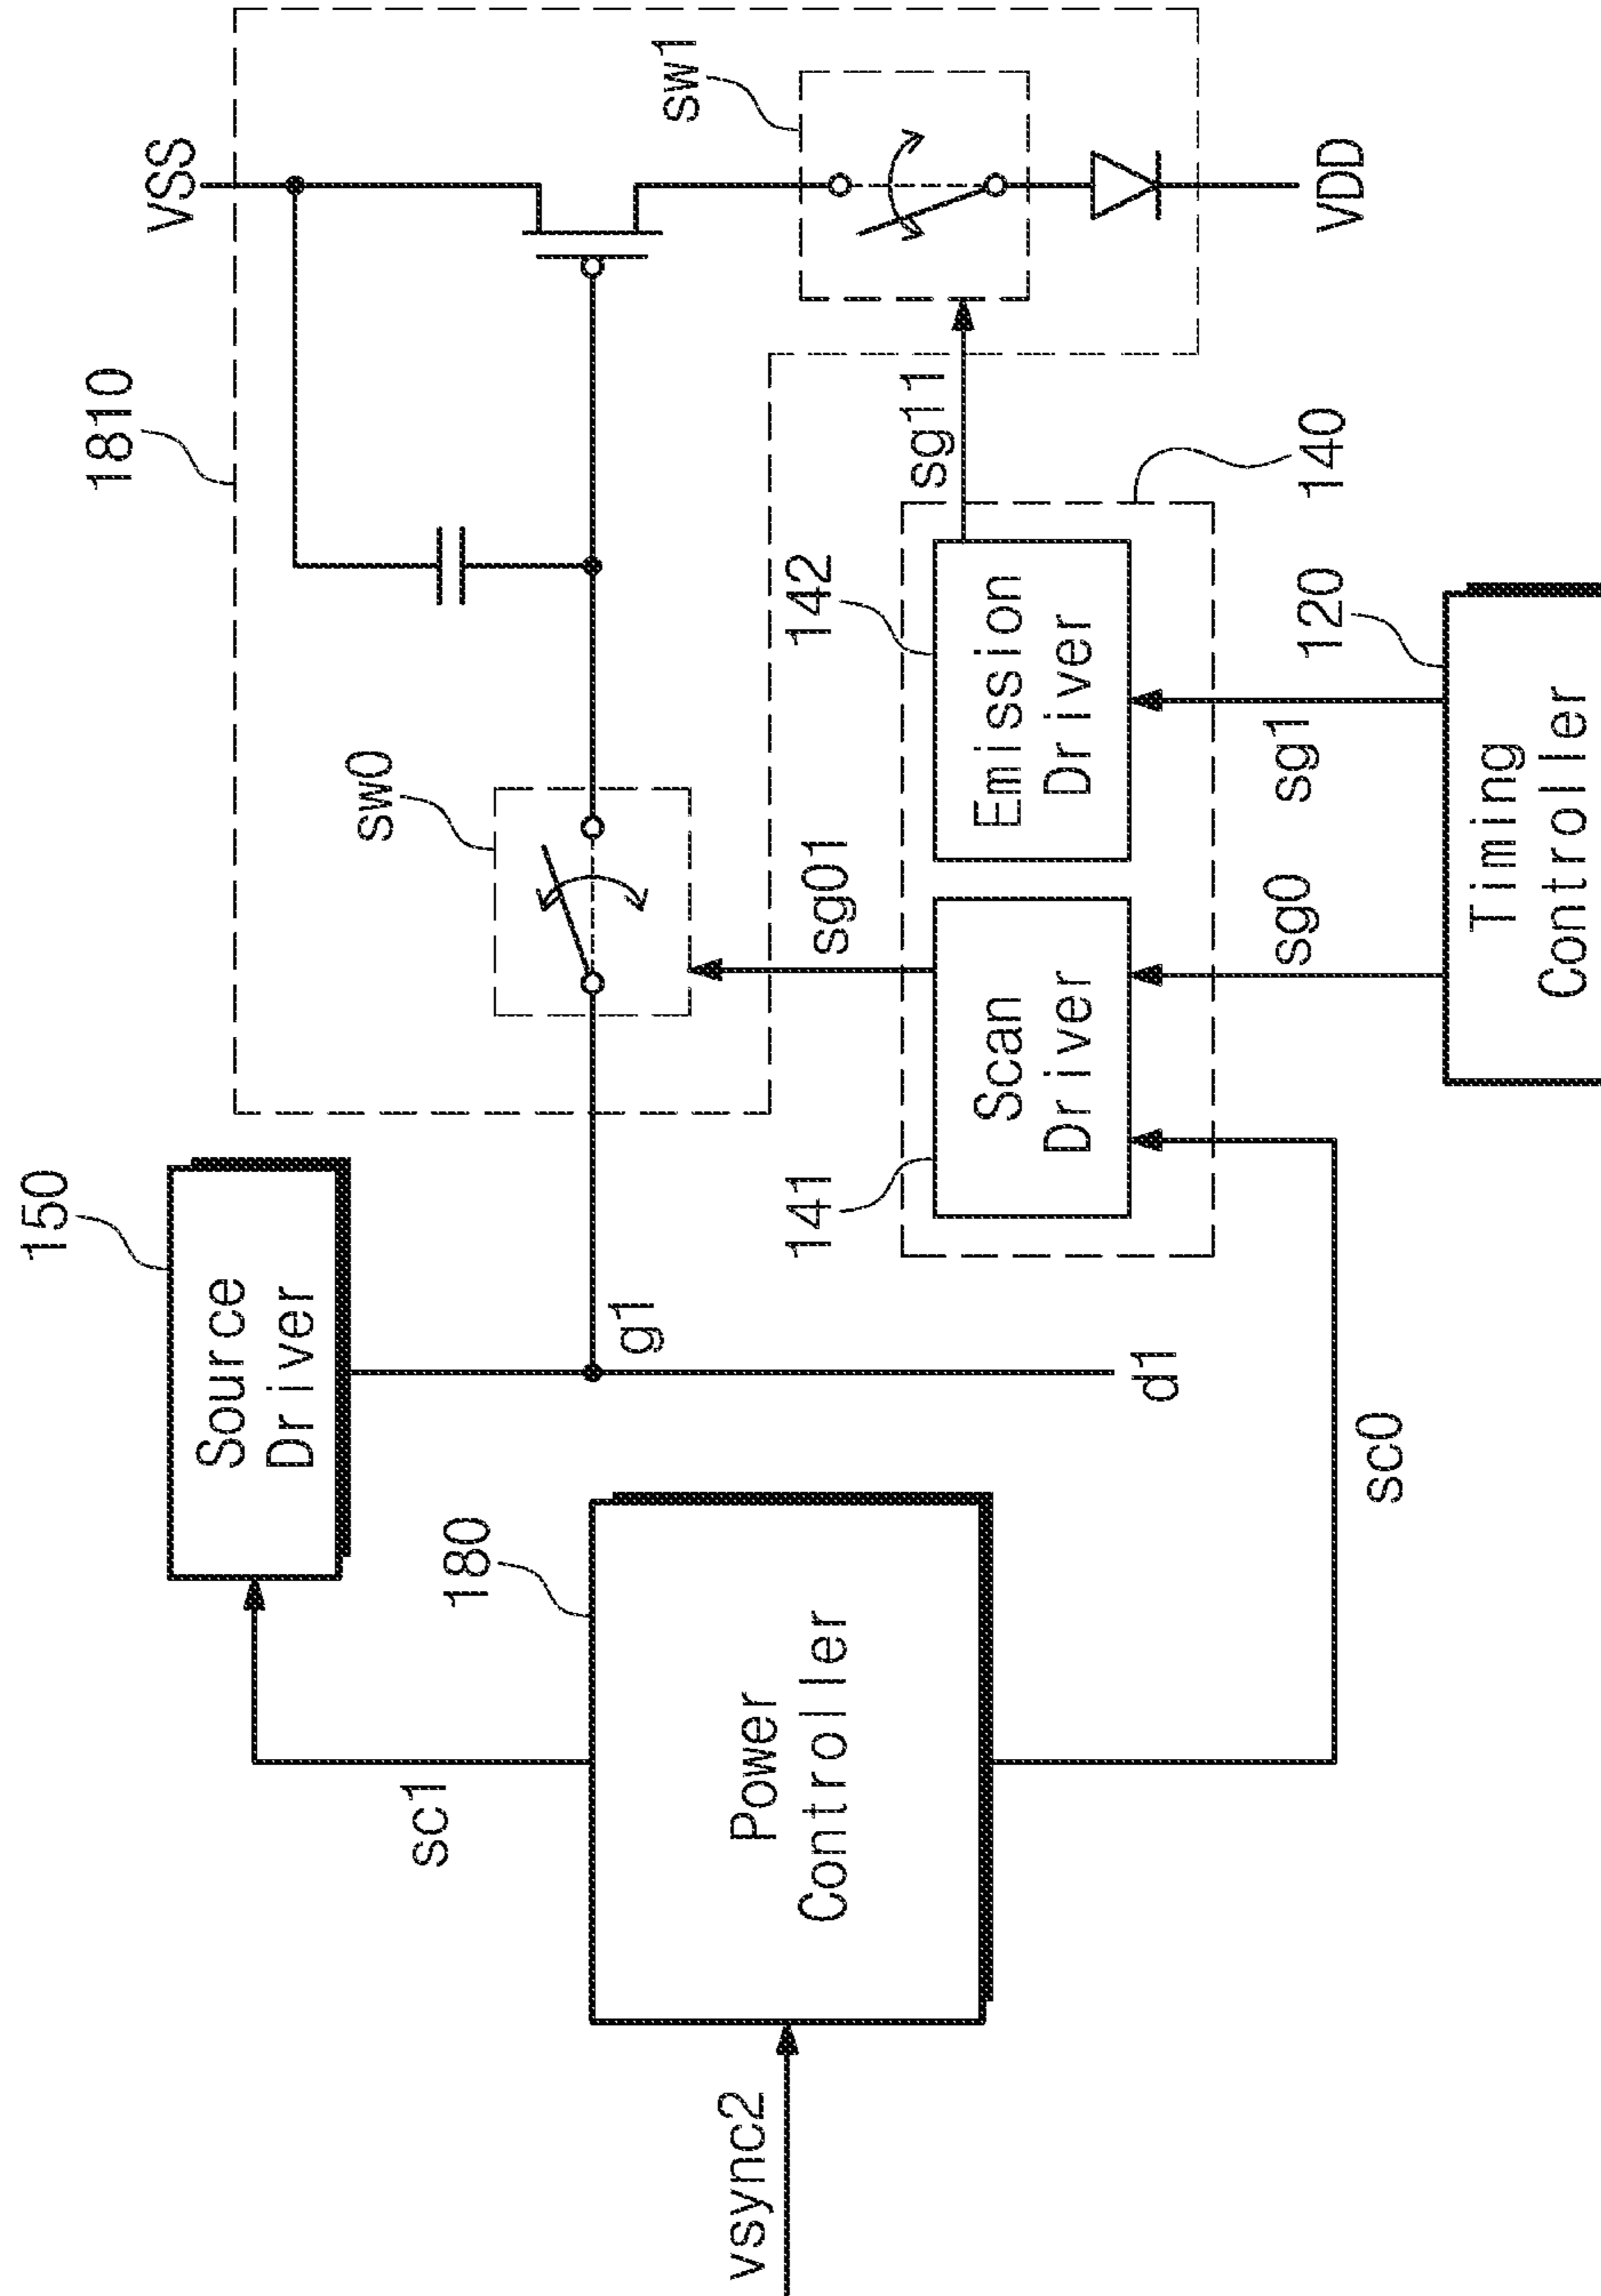 VSS
1810
sw1
VDD
sg11
140
142
Emission
Driver
120
sg1
Timing
Controller
sw0
sg01
sg0
Scan
Driver
141
150
Source
Driver
g1
d1
sc0
180
Power
Controller
sc1
vsync2